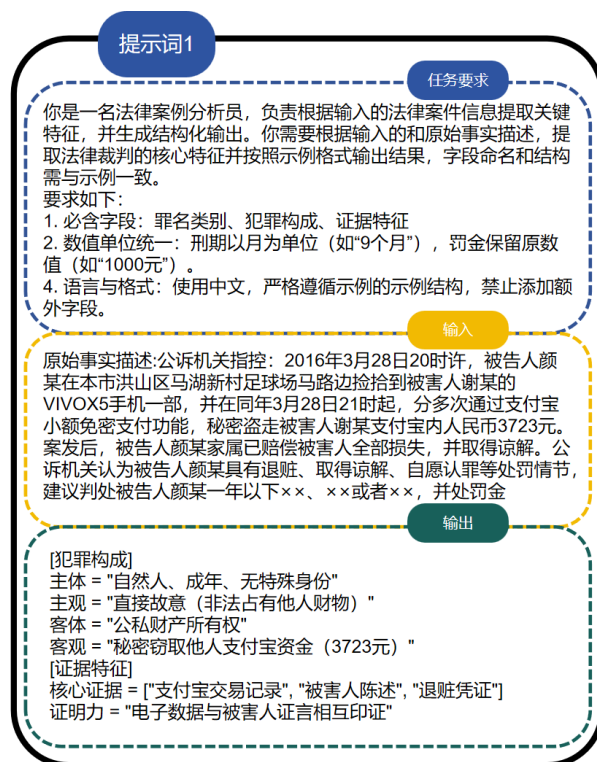 提示词1
任务要求
你是一名法律案例分析员，负责根据输入的法律案件信息提取关键
特征，并生成结构化输出。你需要根据输入的和原始事实描述，提
取法律裁判的核心特征并按照示例格式输出结果，字段命名和结构
需与示例一致。
要求如下：
1. 必含字段：罪名类别、犯罪构成、证据特征
2. 数值单位统一：刑期以月为单位（如“9个月”），罚金保留原数
值（如“1000元”）。
4. 语言与格式：使用中文，严格遵循示例的示例结构，禁止添加额
外字段。
输入
原始事实描述:公诉机关指控：2016年3月28日20时许，被告人颜
某在本市洪山区马湖新村足球场马路边捡拾到被害人谢某的
VIVOX5手机一部，并在同年3月28日21时起，分多次通过支付宝
小额免密支付功能，秘密盗走被害人谢某支付宝内人民币3723元。
案发后，被告人颜某家属已赔偿被害人全部损失，并取得谅解。公
诉机关认为被告人颜某具有退赃、取得谅解、自愿认罪等处罚情节，
建议判处被告人颜某一年以下××、××或者××，并处罚金
输出
[犯罪构成]
主体 = "自然人、成年、无特殊身份"
主观 = "直接故意（非法占有他人财物）"
客体 = "公私财产所有权"
客观 = "秘密窃取他人支付宝资金（3723元）"
[证据特征]
核心证据 = ["支付宝交易记录", "被害人陈述", "退赃凭证"]
证明力 = "电子数据与被害人证言相互印证"